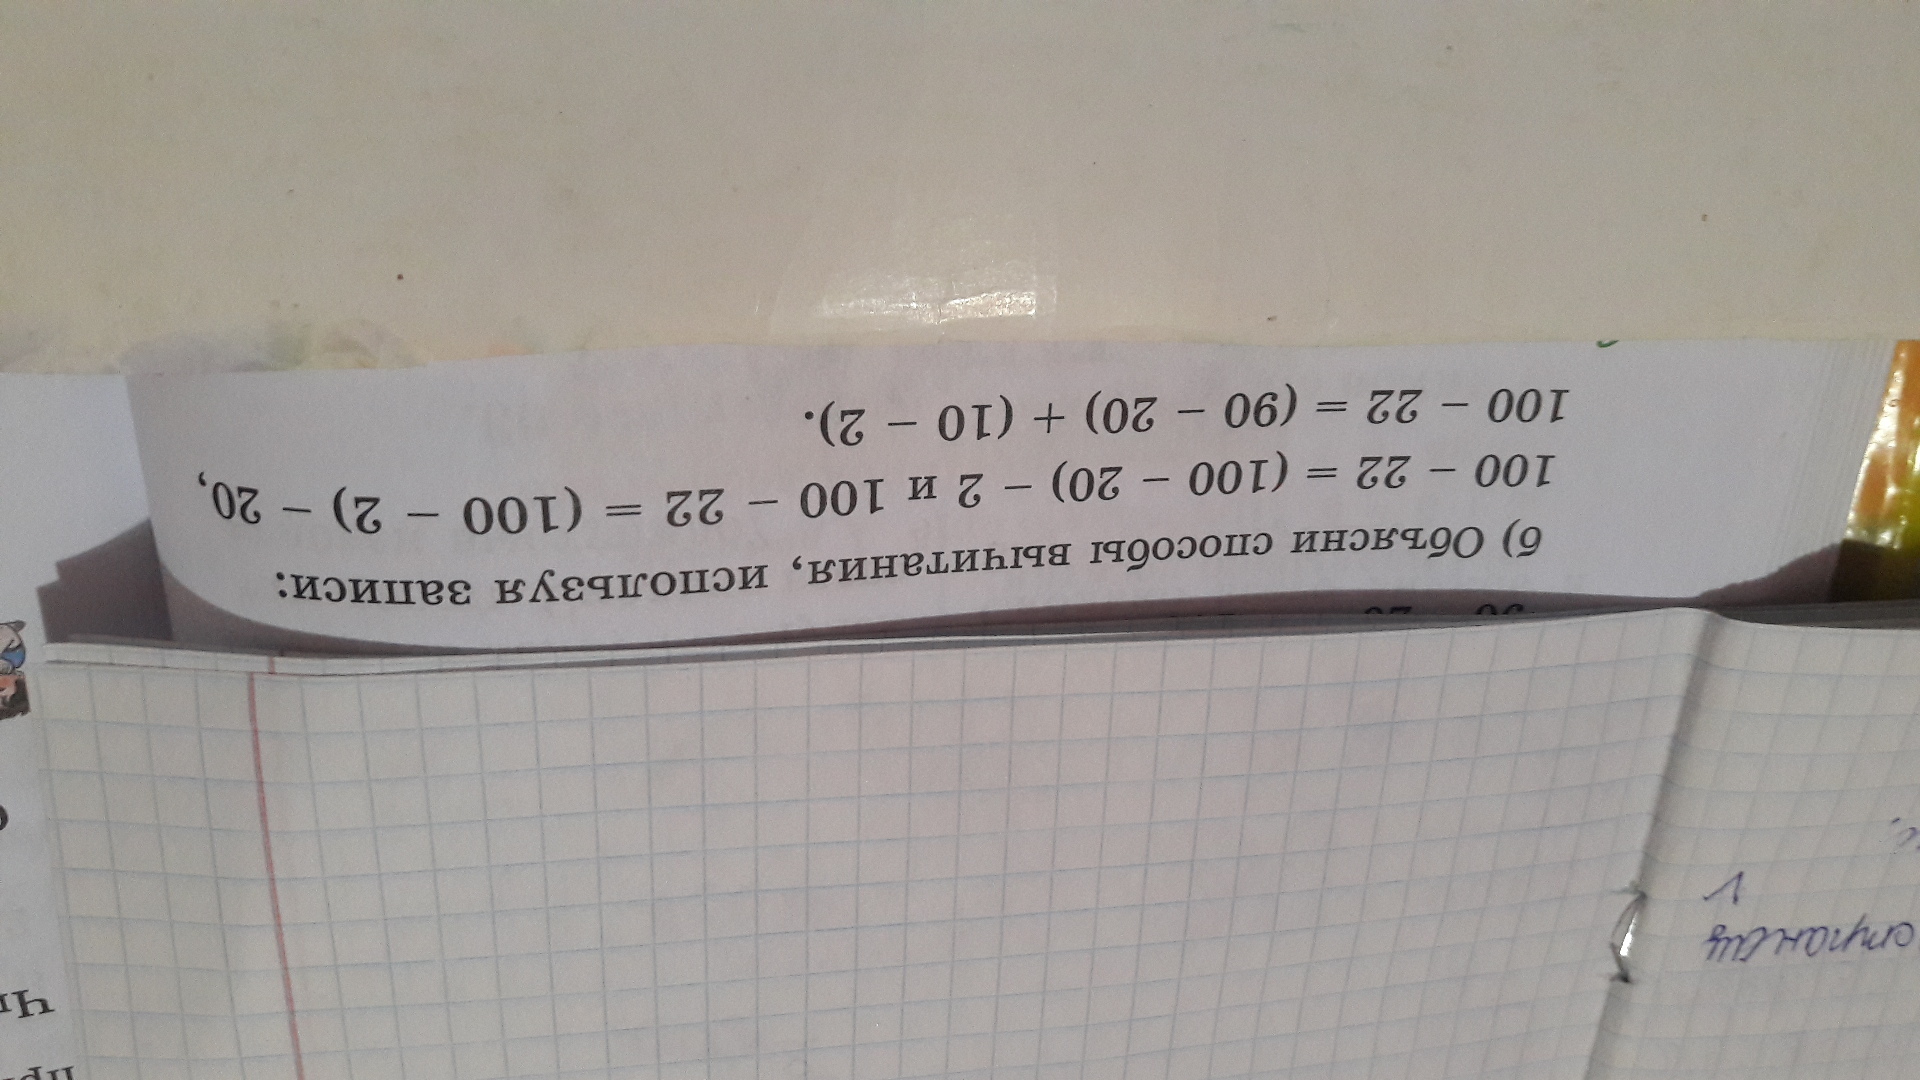 б) Объясни способы вычитания, используя записи:
100 – 22 = (100 – 20) – 2 и 100 – 22 = (100 – 2) – 20,
100 – 22 = (90 – 20) + (10 – 2).